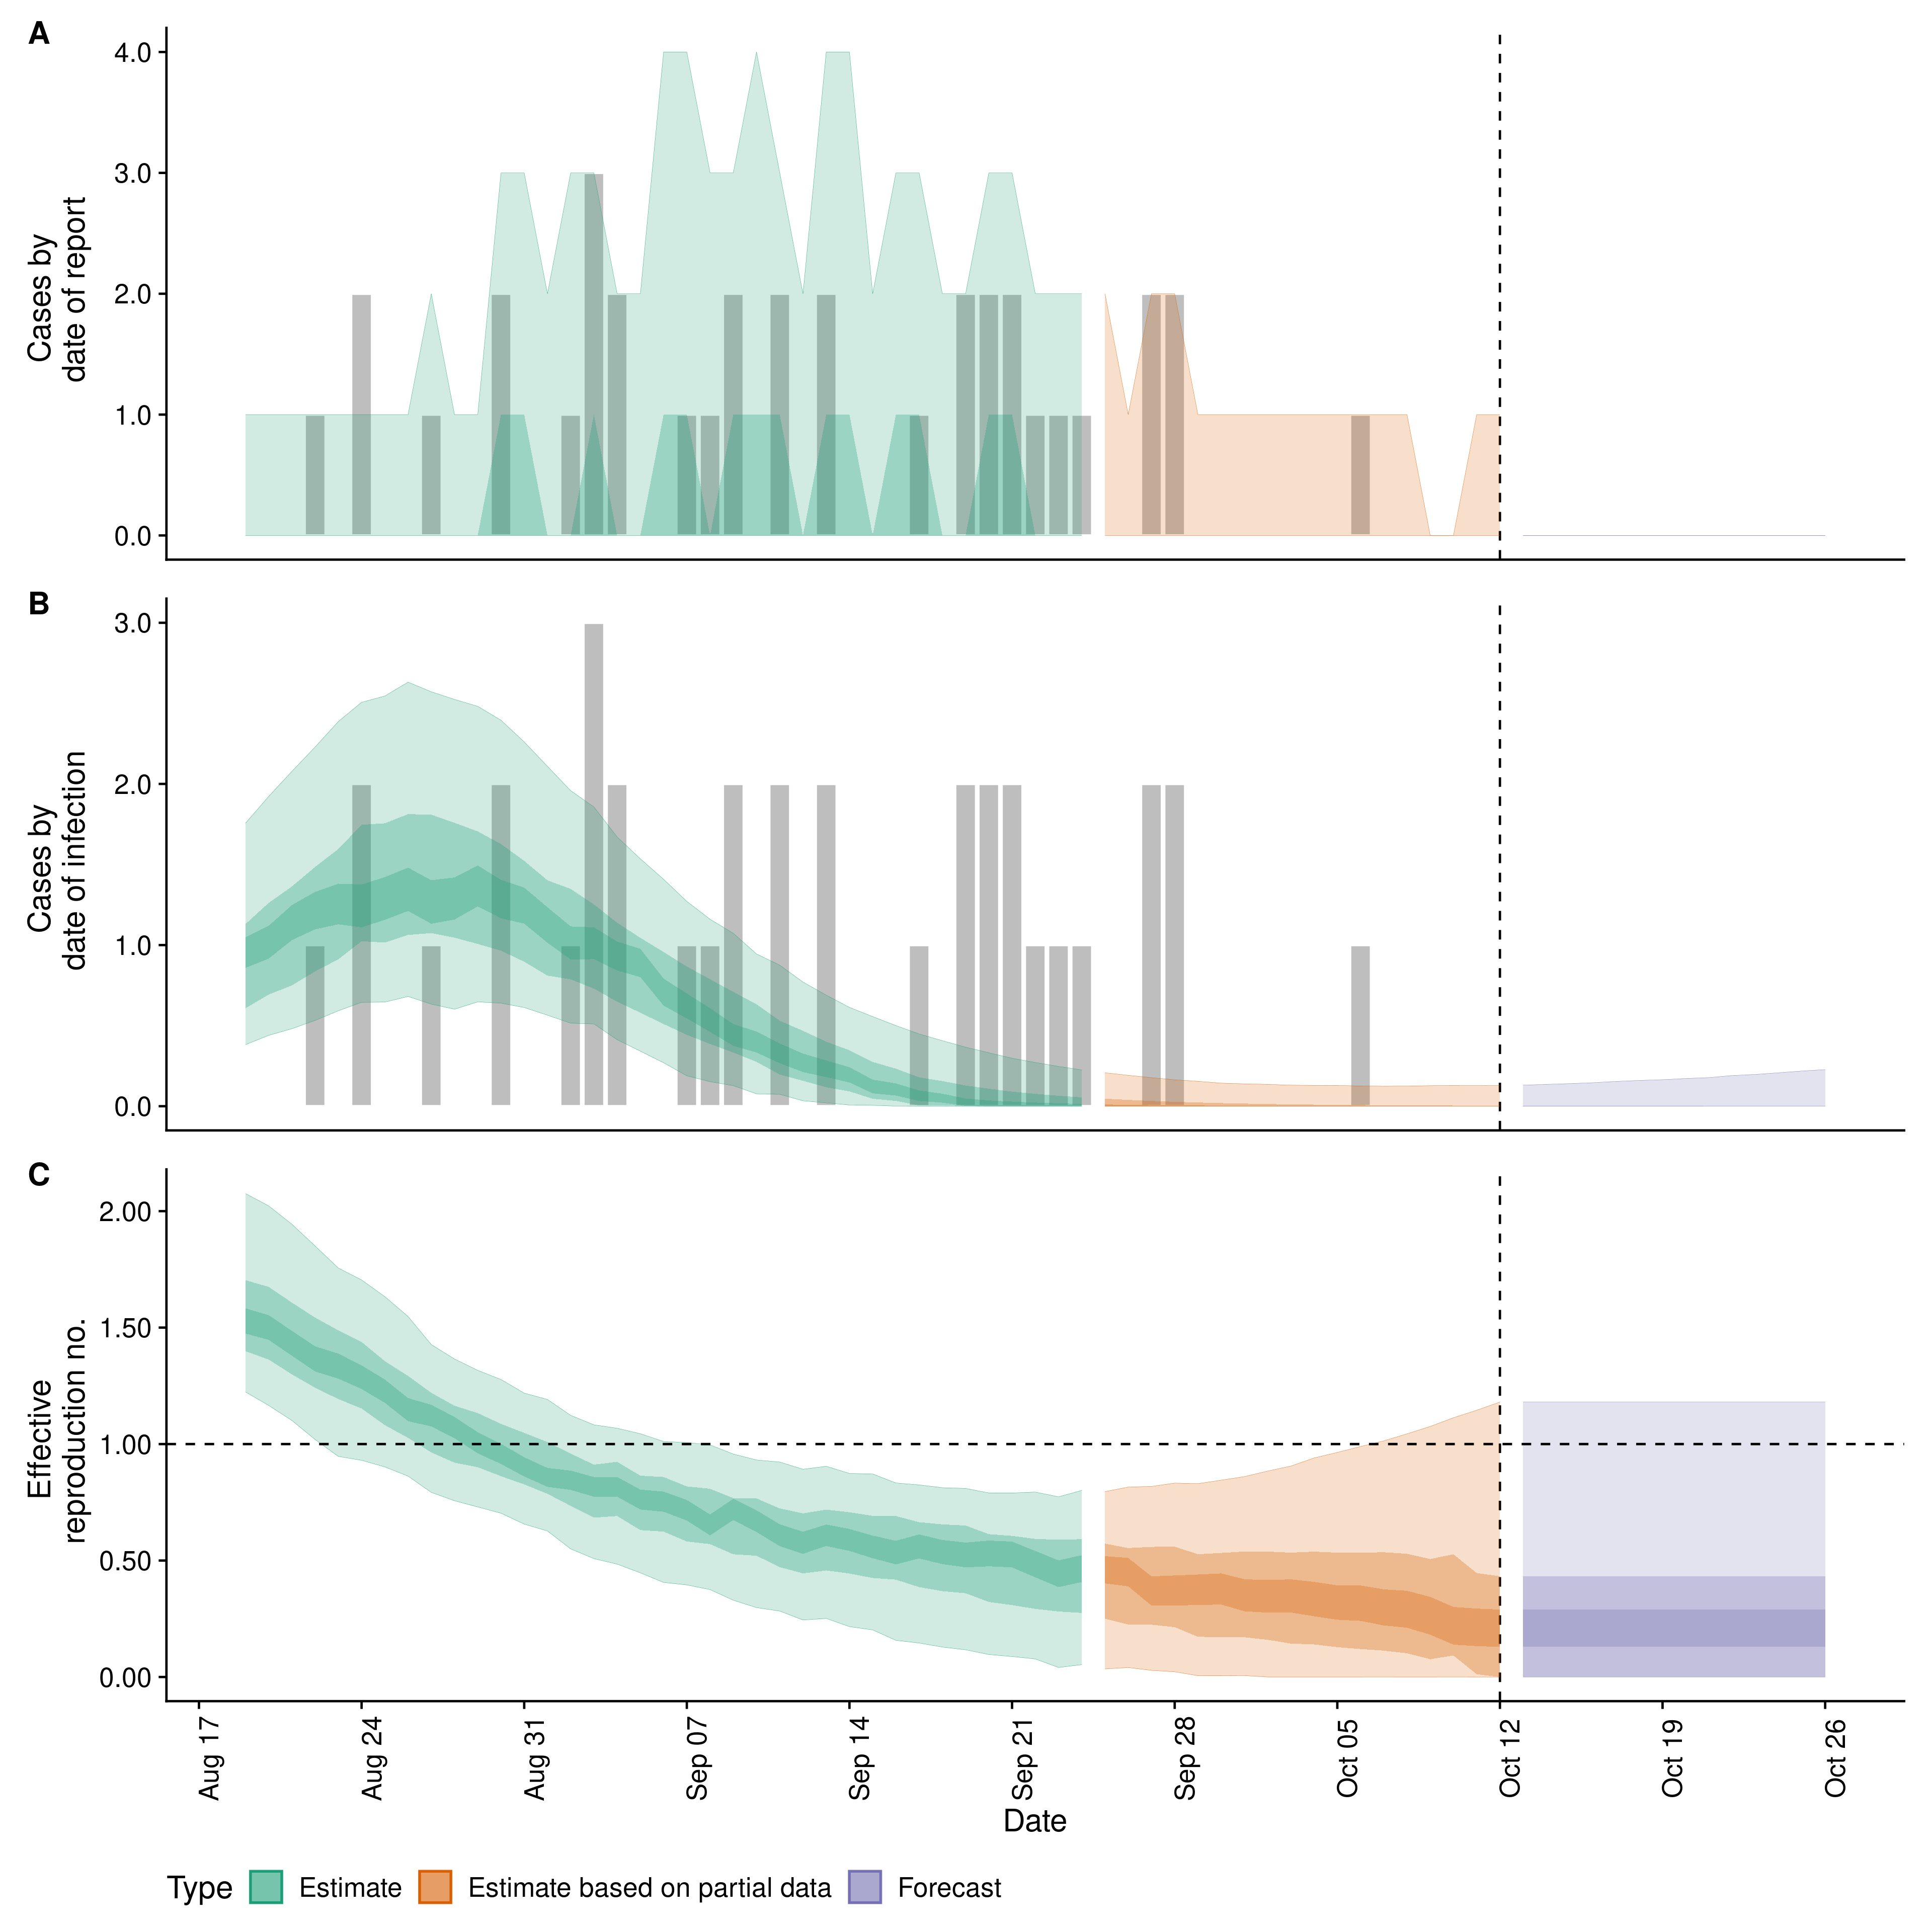 A
4.0
3.0
2.0
1.0
0.0
Cases by
date of report
B
3.0
2.0
1.0
0.0
Cases by
date of infection
C
2.00
1.50
1.00
0.50
0.00
Effective
reproduction no.
Aug 17
Aug 24
Aug 31
Sep 07
Sep 14
Sep 21
Sep 28
Oct 05
Oct 12
Oct 19
Oct 26
Date
Type Estimate Estimate based on partial data Forecast